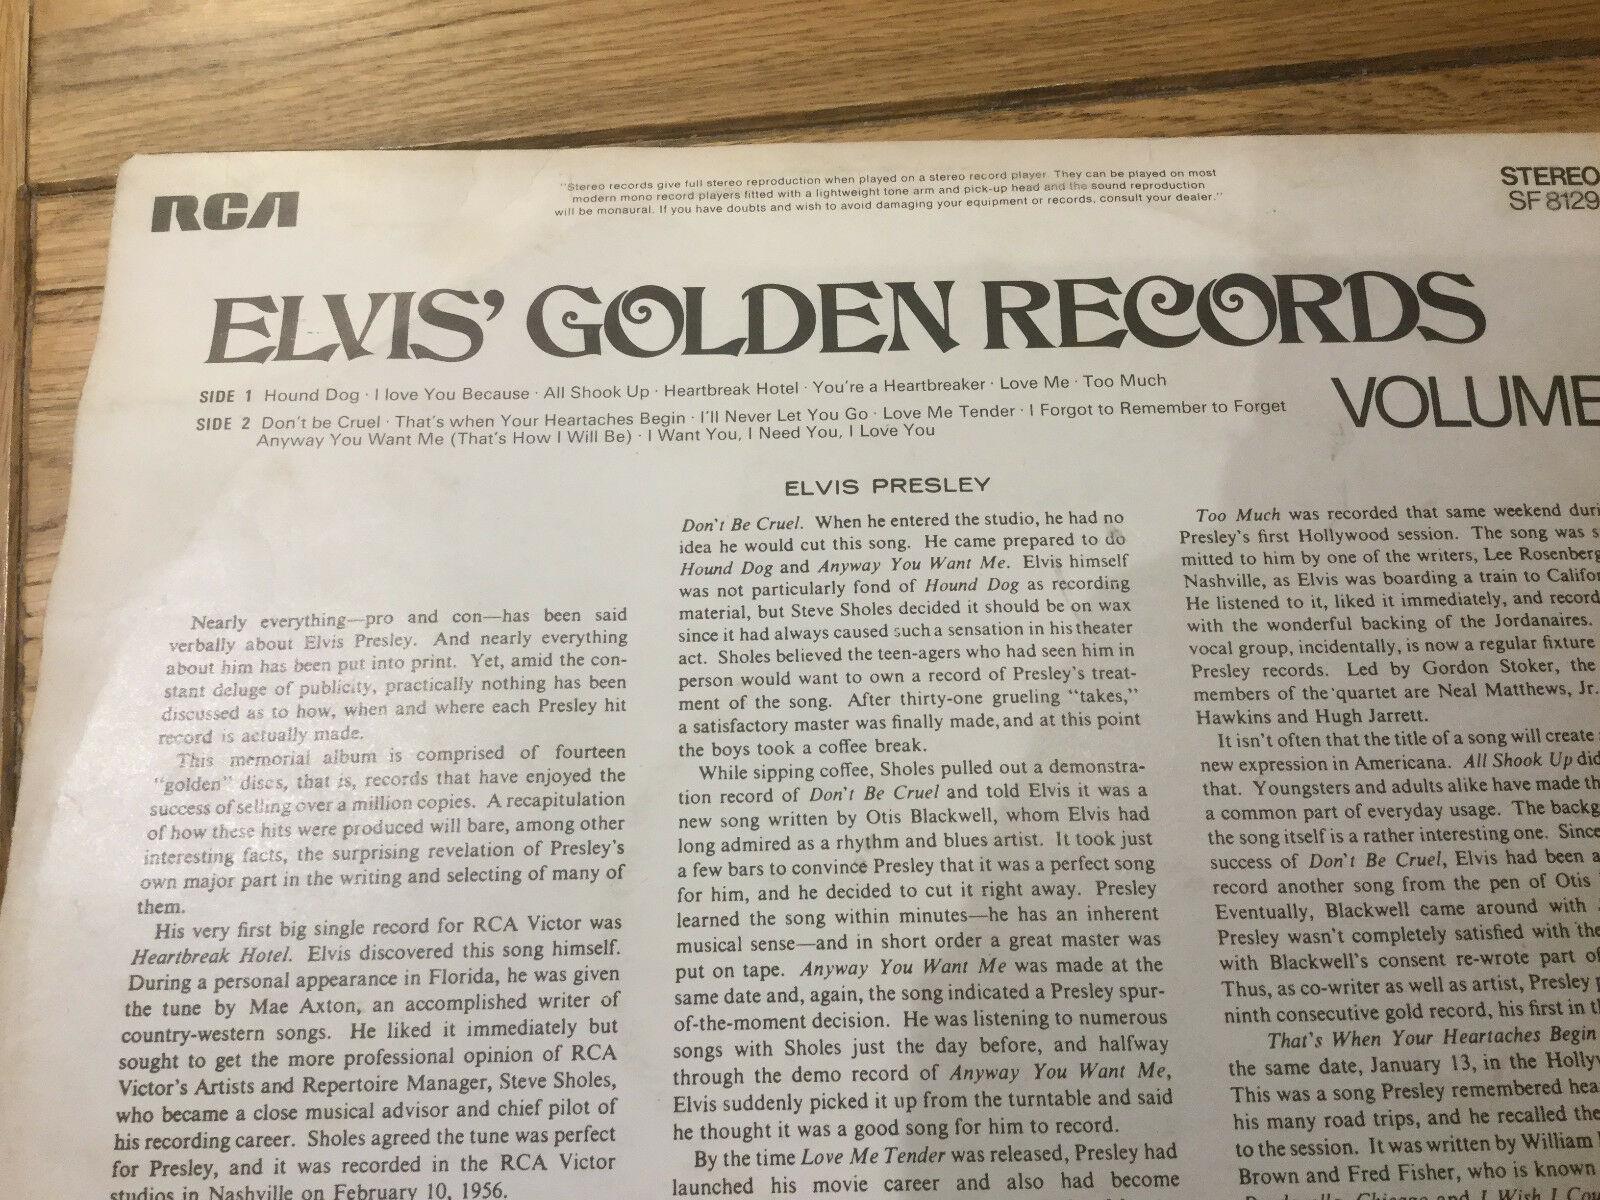 RCA
"Stereo records give full stereo reproduction when played on a stereo record player. They can be played on most
modern mono record players fitted with a lightweight tone arm and pick-up head and the sound reproduction
will be monaural. If you have doubts and wish to avoid damaging your equipment or records, consult your dealer."
STEREO
SF 8129
ELVIS' GOLDEN RECORDS
VOLUME
SIDE 1 Hound Dog · I love You Because · All Shook Up · Heartbreak Hotel · You're a Heartbreaker · Love Me · Too Much
SIDE 2 Don't be Cruel · That's when Your Heartaches Begin · I'll Never Let You Go · Love Me Tender · I Forgot to Remember to Forget
Anyway You Want Me (That's How I Will Be) · I Want You, I Need You, I Love You
ELVIS PRESLEY
Nearly everything—pro and con—has been said
verbally about Elvis Presley. And nearly everything
about him has been put into print. Yet, amid the con-
stant deluge of publicity, practically nothing has been
discussed as to how, when and where each Presley hit
record is actually made.
This memorial album is comprised of fourteen
"golden" discs, that is, records that have enjoyed the
success of selling over a million copies. A recapitulation
of how these hits were produced will bare, among other
interesting facts, the surprising revelation of Presley's
own major part in the writing and selecting of many of
them.
His very first big single record for RCA Victor was
Heartbreak Hotel. Elvis discovered this song himself.
During a personal appearance in Florida, he was given
the tune by Mae Axton, an accomplished writer of
country-western songs. He liked it immediately but
sought to get the more professional opinion of RCA
Victor's Artists and Repertoire Manager, Steve Sholes,
who became a close musical advisor and chief pilot of
his recording career. Sholes agreed the tune was perfect
for Presley, and it was recorded in the RCA Victor
studios in Nashville on February 10, 1956.
Don't Be Cruel. When he entered the studio, he had no
idea he would cut this song. He came prepared to do
Hound Dog and Anyway You Want Me. Elvis himself
was not particularly fond of Hound Dog as recording
material, but Steve Sholes decided it should be on wax
since it had always caused such a sensation in his theater
act. Sholes believed the teen-agers who had seen him in
person would want to own a record of Presley's treat-
ment of the song. After thirty-one grueling "takes,"
a satisfactory master was finally made, and at this point
the boys took a coffee break.
While sipping coffee, Sholes pulled out a demonstra-
tion record of Don't Be Cruel and told Elvis it was a
new song written by Otis Blackwell, whom Elvis had
long admired as a rhythm and blues artist. It took just
a few bars to convince Presley that it was a perfect song
for him, and he decided to cut it right away. Presley
learned the song within minutes—he has an inherent
musical sense—and in short order a great master was
put on tape. Anyway You Want Me was made at the
same date and, again, the song indicated a Presley spur-
of-the-moment decision. He was listening to numerous
songs with Sholes just the day before, and halfway
through the demo record of Anyway You Want Me,
Elvis suddenly picked it up from the turntable and said
he thought it was a good song for him to record.
By the time Love Me Tender was released, Presley had
launched his movie career and also had become
Too Much was recorded that same weekend duri
Presley's first Hollywood session. The song was s
mitted to him by one of the writers, Lee Rosenberg
Nashville, as Elvis was boarding a train to Califor
He listened to it, liked it immediately, and record
with the wonderful backing of the Jordanaires.
vocal group, incidentally, is now a regular fixture
Presley records. Led by Gordon Stoker, the
members of the quartet are Neal Matthews, Jr.
Hawkins and Hugh Jarrett.
It isn't often that the title of a song will create
new expression in Americana. All Shook Up did
that. Youngsters and adults alike have made th
a common part of everyday usage. The backg
the song itself is a rather interesting one. Since
success of Don't Be Cruel, Elvis had been a
record another song from the pen of Otis
Eventually, Blackwell came around with
Presley wasn't completely satisfied with the
with Blackwell's consent re-wrote part of
Thus, as co-writer as well as artist, Presley
ninth consecutive gold record, his first in t
That's When Your Heartaches Begin
the same date, January 13, in the Holly
This was a song Presley remembered hea
his many road trips, and he recalled the
to the session. It was written by William
Brown and Fred Fisher, who is known
Chicago and I Wish I